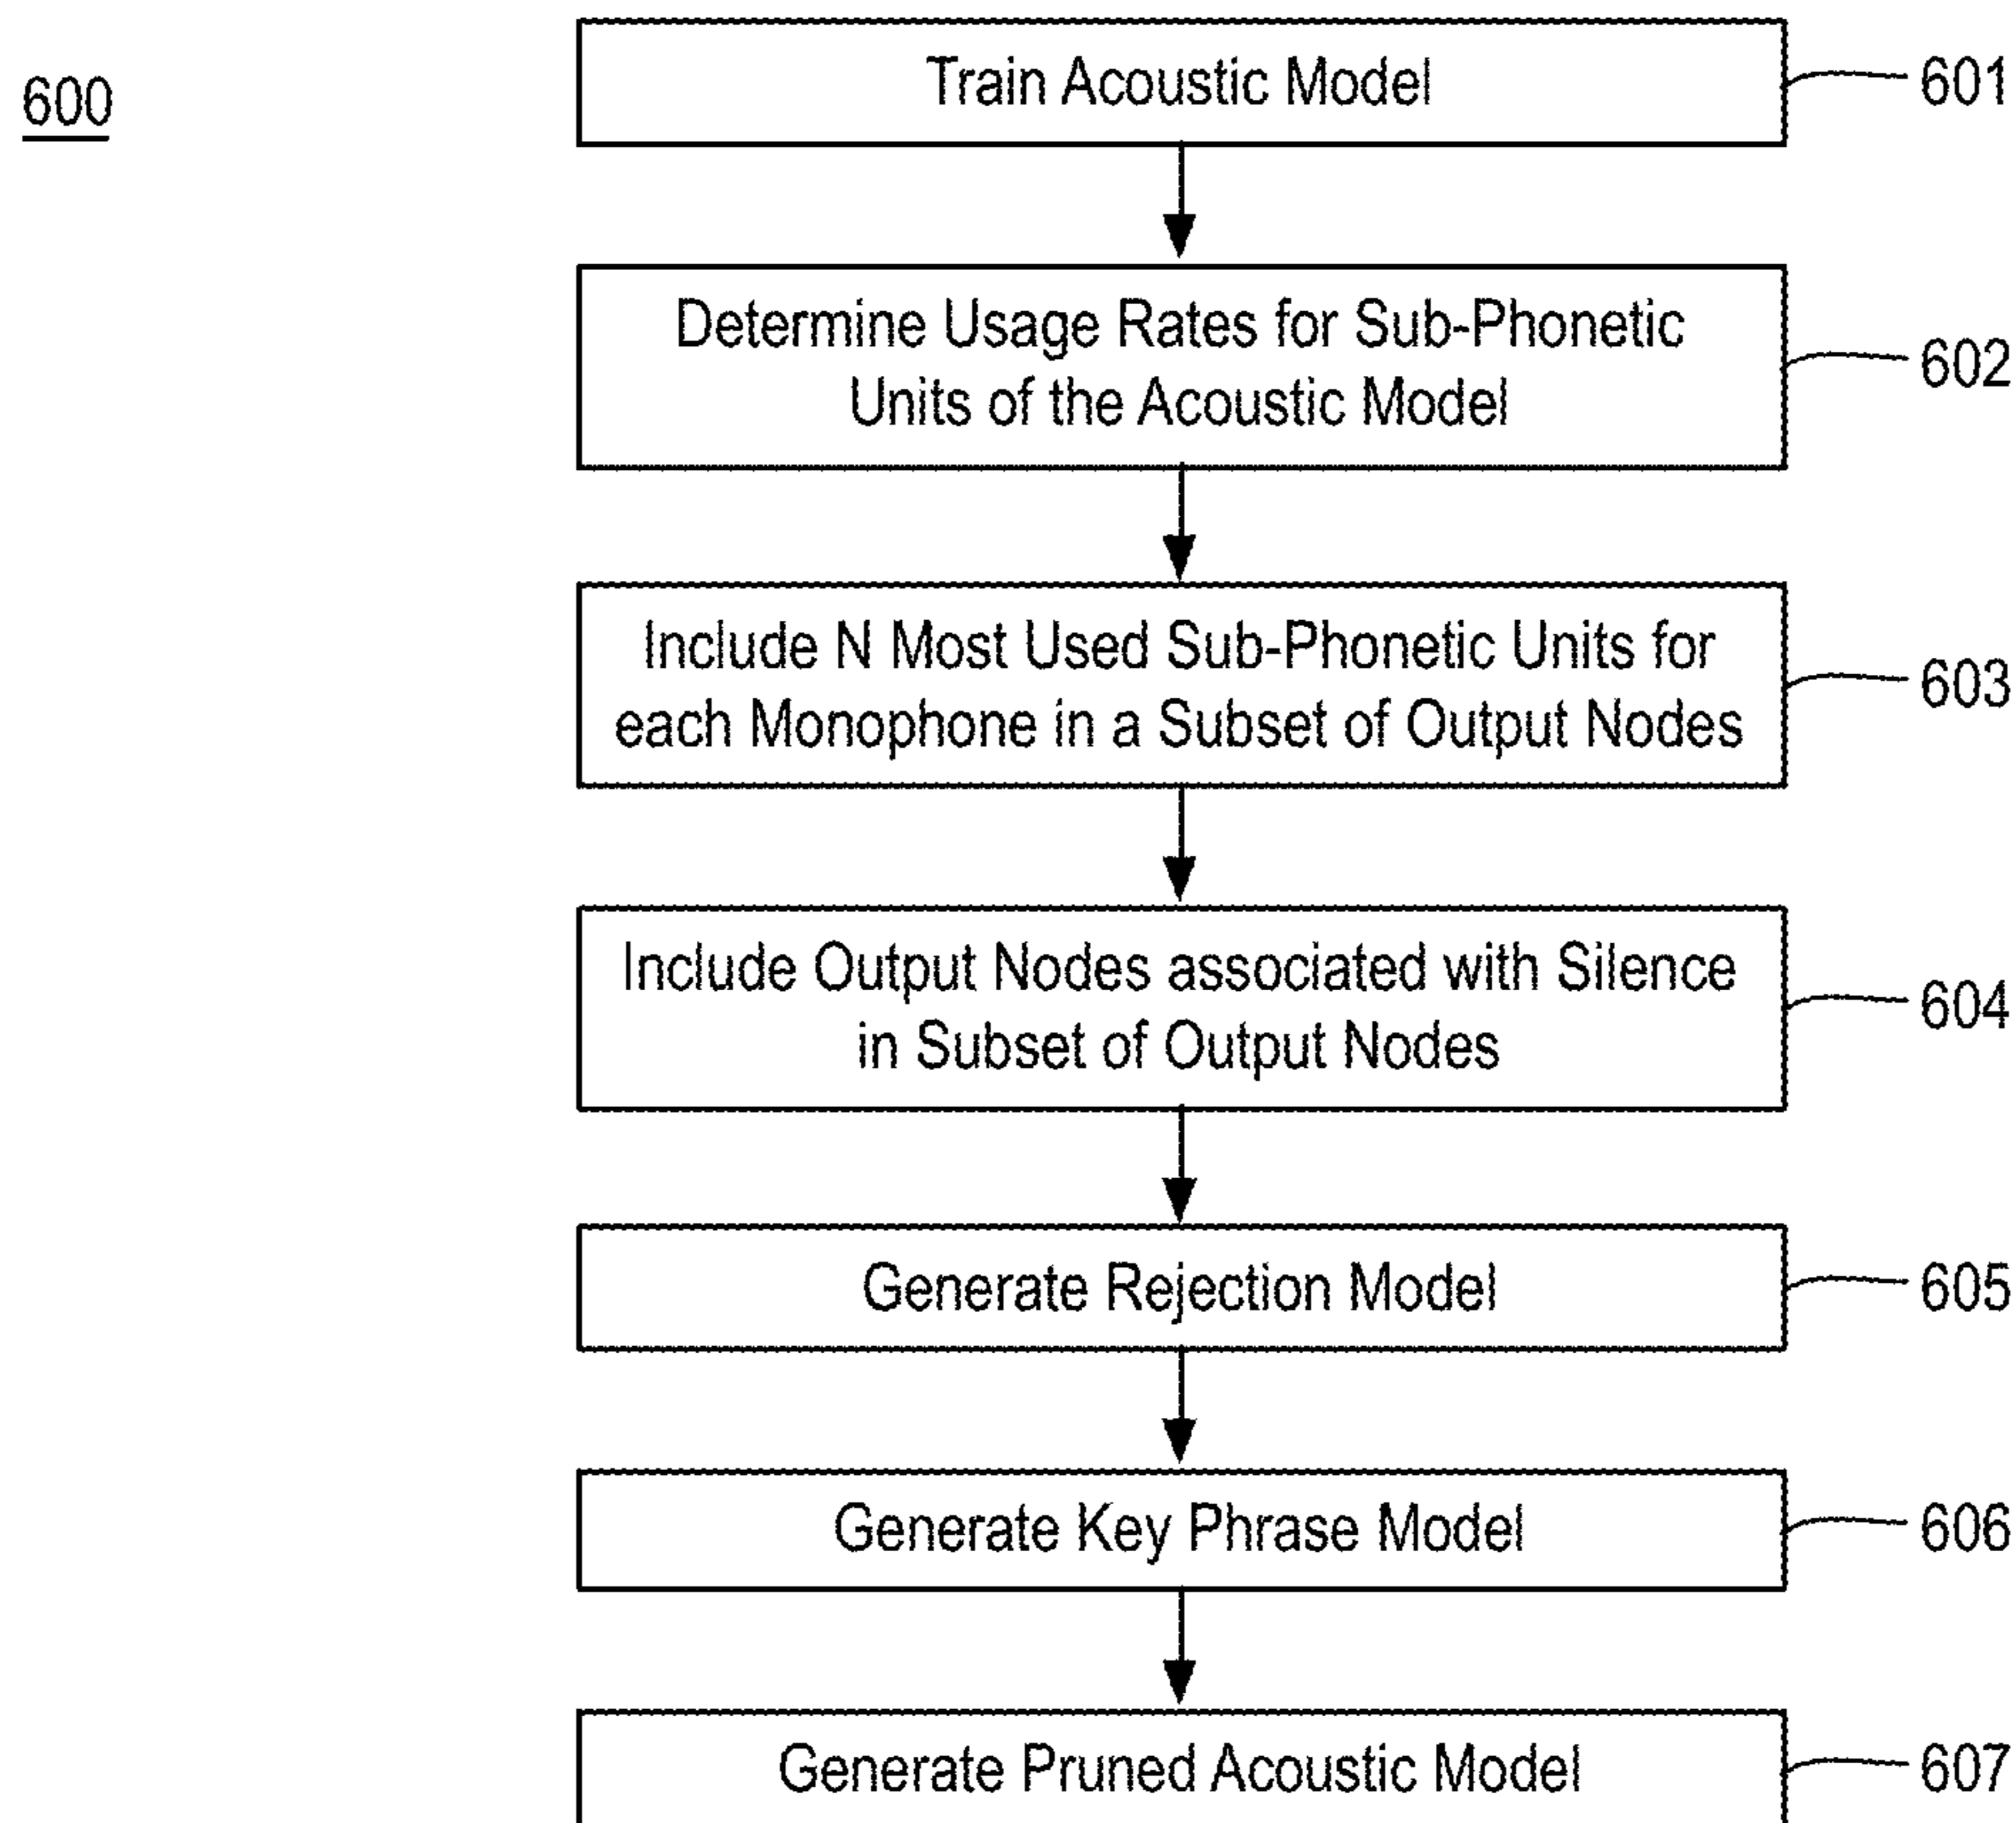 600
Train Acoustic Model
601
Determine Usage Rates for Sub-Phonetic
Units of the Acoustic Model
602
Include N Most Used Sub-Phonetic Units for
each Monophone in a Subset of Output Nodes
603
Include Output Nodes associated with Silence
in Subset of Output Nodes
604
Generate Rejection Model
605
Generate Key Phrase Model
606
Generate Pruned Acoustic Model
607